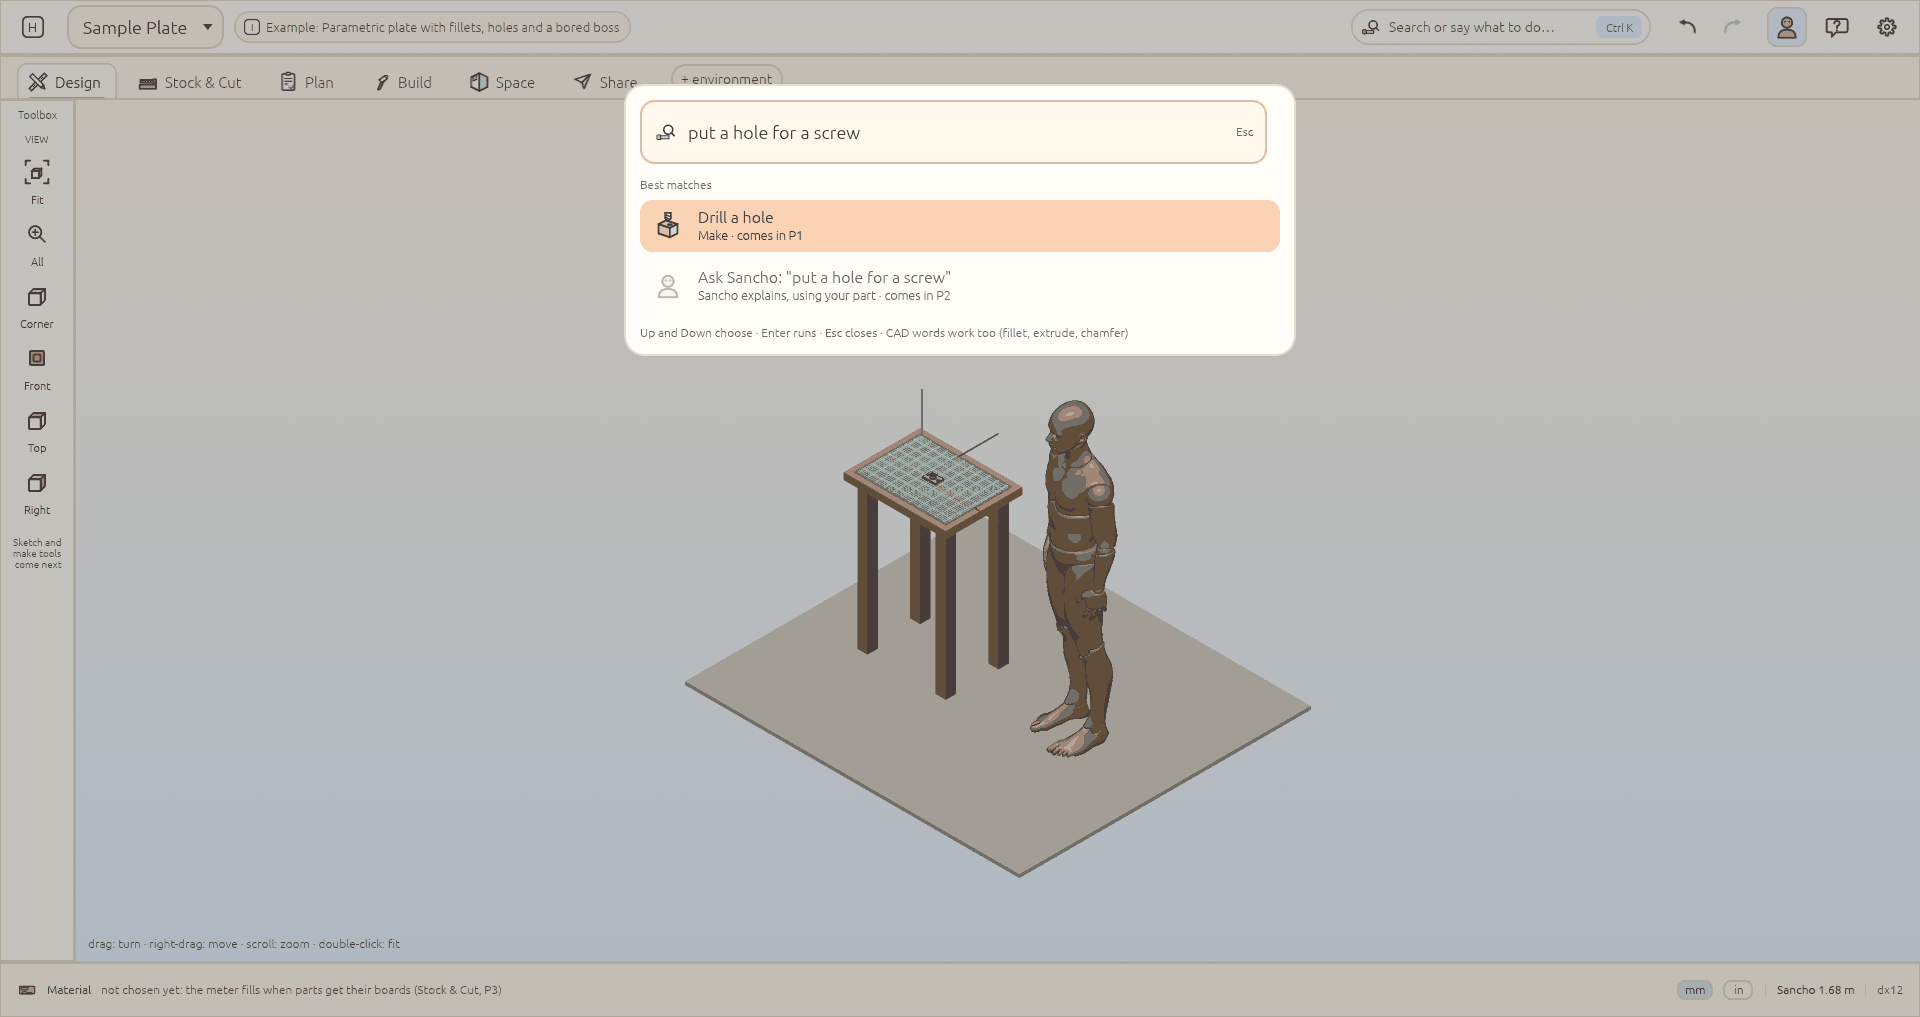 H
Sample Plate
i Example: Parametric plate with fillets, holes and a bored boss
Search or say what to do...
Ctrl K
Design
Stock & Cut
Plan
Build
Space
Share
+ environment
put a hole for a screw
Esc
Best matches
Drill a hole
Make · comes in P1
Ask Sancho: "put a hole for a screw"
Sancho explains, using your part · comes in P2
Up and Down choose · Enter runs · Esc closes · CAD words work too (fillet, extrude, chamfer)
Toolbox
VIEW
Fit
All
Corner
Front
Top
Right
Sketch and
make tools
come next
drag: turn · right-drag: move · scroll: zoom · double-click: fit
Material not chosen yet: the meter fills when parts get their boards (Stock & Cut, P3)
mm
in
Sancho 1.68 m
dx12